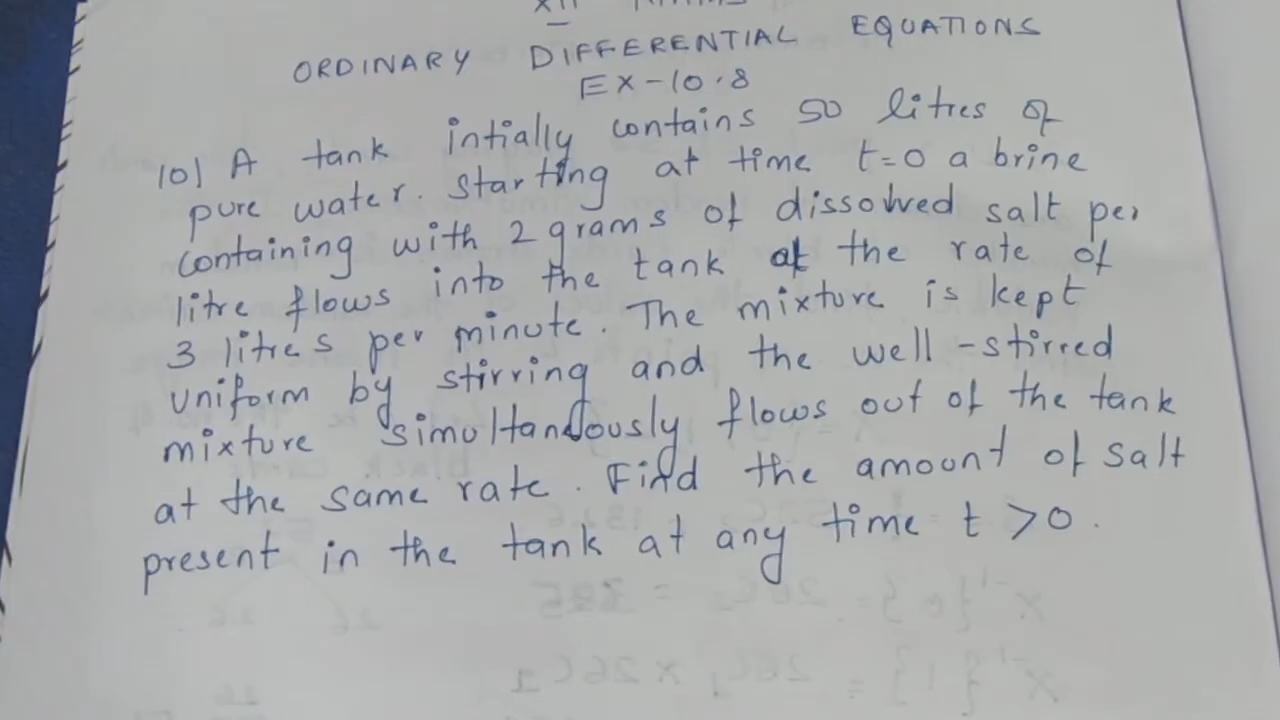 XII
ORDINARY DIFFERENTIAL EQUATIONS
EX-10.8
10) A tank intially contains 50 litres of
pure water. Starting at time t=0 a brine
containing with 2 grams of dissolved salt per
litre flows into the tank at the rate of
3 litres per minute. The mixture is kept
uniform by stirring and the well-stirred
mixture simultandously flows out of the tank
at the same rate. Find the amount of salt
present in the tank at any time t>0.